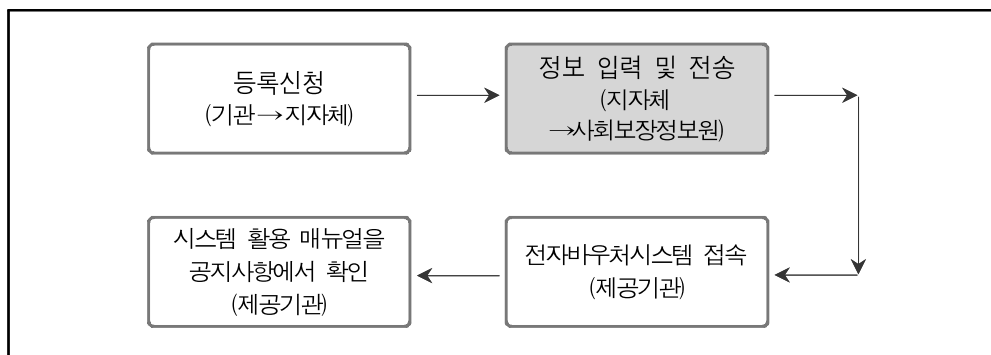 등록신청
(기관→지자체)
정보 입력 및 전송
(지자체
→사회보장정보원)
시스템 활용 매뉴얼을
공지사항에서 확인
(제공기관)
전자바우처시스템 접속
(제공기관)